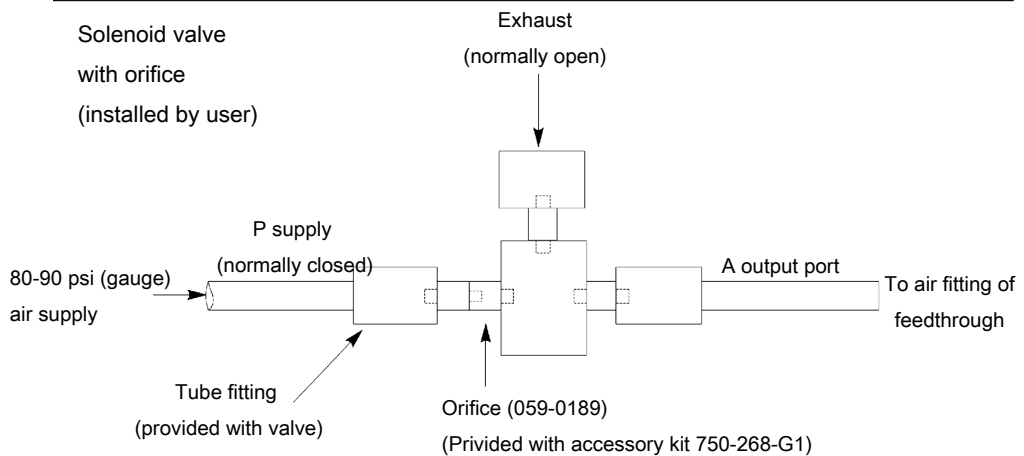 Solenoid valve
with orifice
(installed by user)
Exhaust
(normally open)
P supply
(normally closed)
80-90 psi (gauge)
air supply
A output port
To air fitting of
feedthrough
Tube fitting
(provided with valve)
Orifice (059-0189)
(Privided with accessory kit 750-268-G1)